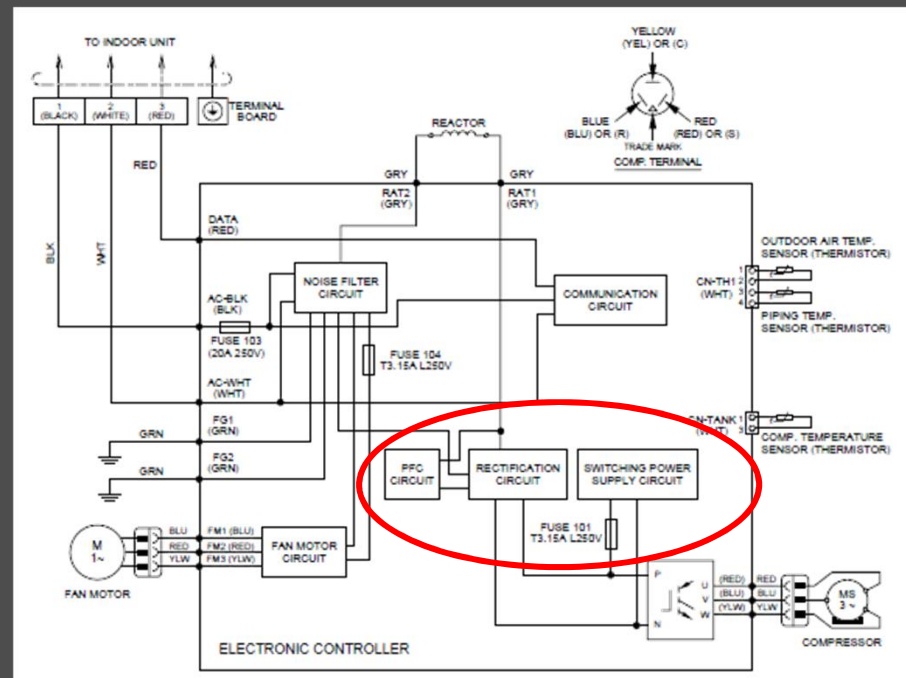 TO INDOOR UNIT
1
(BLACK)
2
(WHITE)
3
(RED)
TERMINAL
BOARD
YELLOW
(YEL) OR (C)
BLUE
(BLU) OR (R)
RED
(RED) OR (S)
TRADE MARK
COMP. TERMINAL
REACTOR
RED
GRY
GRY
RAT2
(GRY)
RAT1
(GRY)
DATA
(RED)
BLK
WHT
NOISE FILTER
CIRCUIT
COMMUNICATION
CIRCUIT
OUTDOOR AIR TEMP.
SENSOR (THERMISTOR)
CN-TH1
(WHT)
1
2
3
4
PIPING TEMP.
SENSOR (THERMISTOR)
AC-BLK
(BLK)
FUSE 103
(20A 250V)
FUSE 104
T3.15A L250V
AC-WHT
(WHT)
FG1
(GRN)
GRN
FG2
(GRN)
GRN
CN-TANK
(WHT)
1
3
COMP. TEMPERATURE
SENSOR (THERMISTOR)
PFC
CIRCUIT
RECTIFICATION
CIRCUIT
SWITCHING POWER
SUPPLY CIRCUIT
FUSE 101
T3.15A L250V
M
1~
FAN MOTOR
BLU
RED
YLW
FM1 (BLU)
FM2 (RED)
FM3 (YLW)
FAN MOTOR
CIRCUIT
P
N
U
V
W
(RED)
(BLU)
(YLW)
RED
BLU
YLW
MS
3 ~
COMPRESSOR
ELECTRONIC CONTROLLER